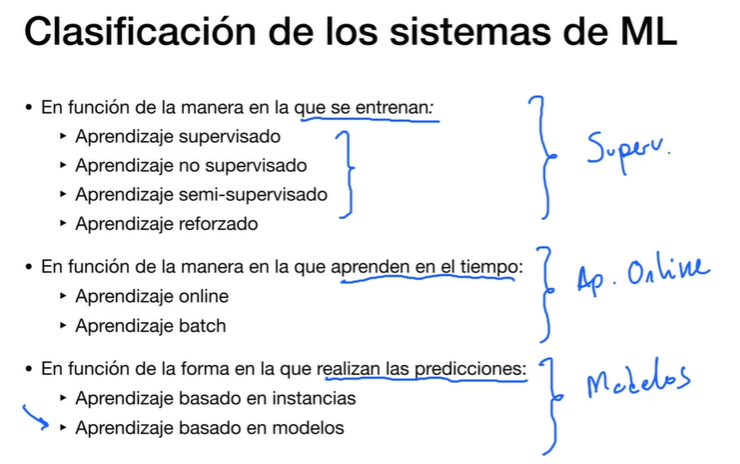 Clasificación de los sistemas de ML
• En función de la manera en la que se entrenan:
‣ Aprendizaje supervisado
‣ Aprendizaje no supervisado
‣ Aprendizaje semi-supervisado
‣ Aprendizaje reforzado
Superv.
• En función de la manera en la que aprenden en el tiempo:
‣ Aprendizaje online
‣ Aprendizaje batch
Ap. Online
• En función de la forma en la que realizan las predicciones:
‣ Aprendizaje basado en instancias
‣ Aprendizaje basado en modelos
Modelos